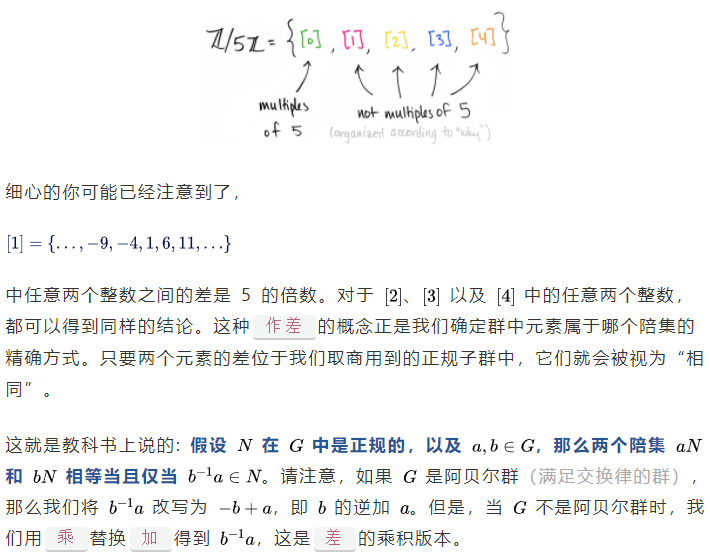 ℤ/5ℤ = {[0], [1], [2], [3], [4]}
multiples of 5
not multiples of 5
(organized according to "why")
细心的你可能已经注意到了，
[1] = {…, −9, −4, 1, 6, 11, …}
中任意两个整数之间的差是 5 的倍数。对于 [2]、[3] 以及 [4] 中的任意两个整数，
都可以得到同样的结论。这种 作差 的概念正是我们确定群中元素属于哪个陪集的
精确方式。只要两个元素的差位于我们取商用到的正规子群中，它们就会被视为“相
同”。
这就是教科书上说的: 假设 N 在 G 中是正规的，以及 a, b ∈ G，那么两个陪集 aN
和 bN 相等当且仅当 b⁻¹a ∈ N。请注意，如果 G 是阿贝尔群（满足交换律的群），
那么我们将 b⁻¹a 改写为 −b + a，即 b 的逆加 a。但是，当 G 不是阿贝尔群时，我
们用 乘 替换 加 得到 b⁻¹a，这是 差 的乘积版本。